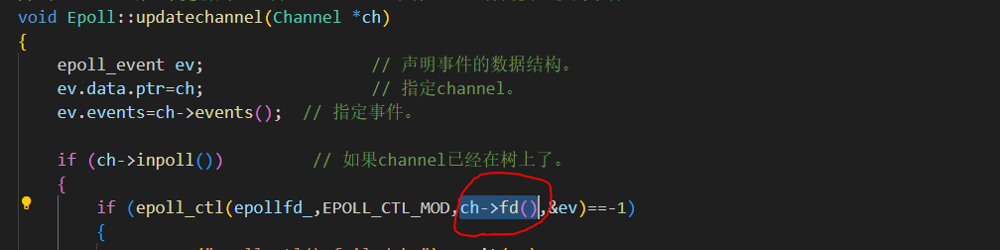 void Epoll::updatechannel(Channel *ch)
{
epoll_event ev; // 声明事件的数据结构。
ev.data.ptr=ch; // 指定channel。
ev.events=ch->events(); // 指定事件。
if (ch->inpoll()) // 如果channel已经在树上了。
{
if (epoll_ctl(epollfd_,EPOLL_CTL_MOD,ch->fd(),&ev)==-1)
{